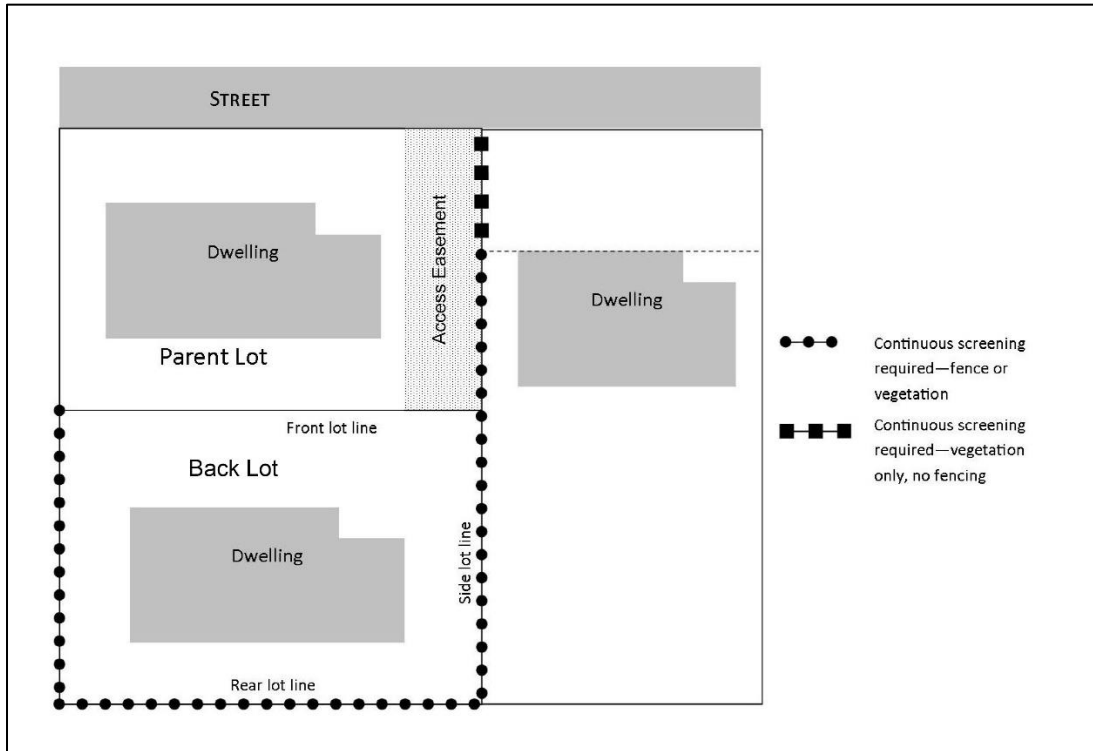 STREET
Access Easement
Dwelling
Dwelling
Parent Lot
Continuous screening
required—fence or
vegetation
Front lot line
Continuous screening
required—vegetation
only, no fencing
Back Lot
Dwelling
Side lot line
Rear lot line